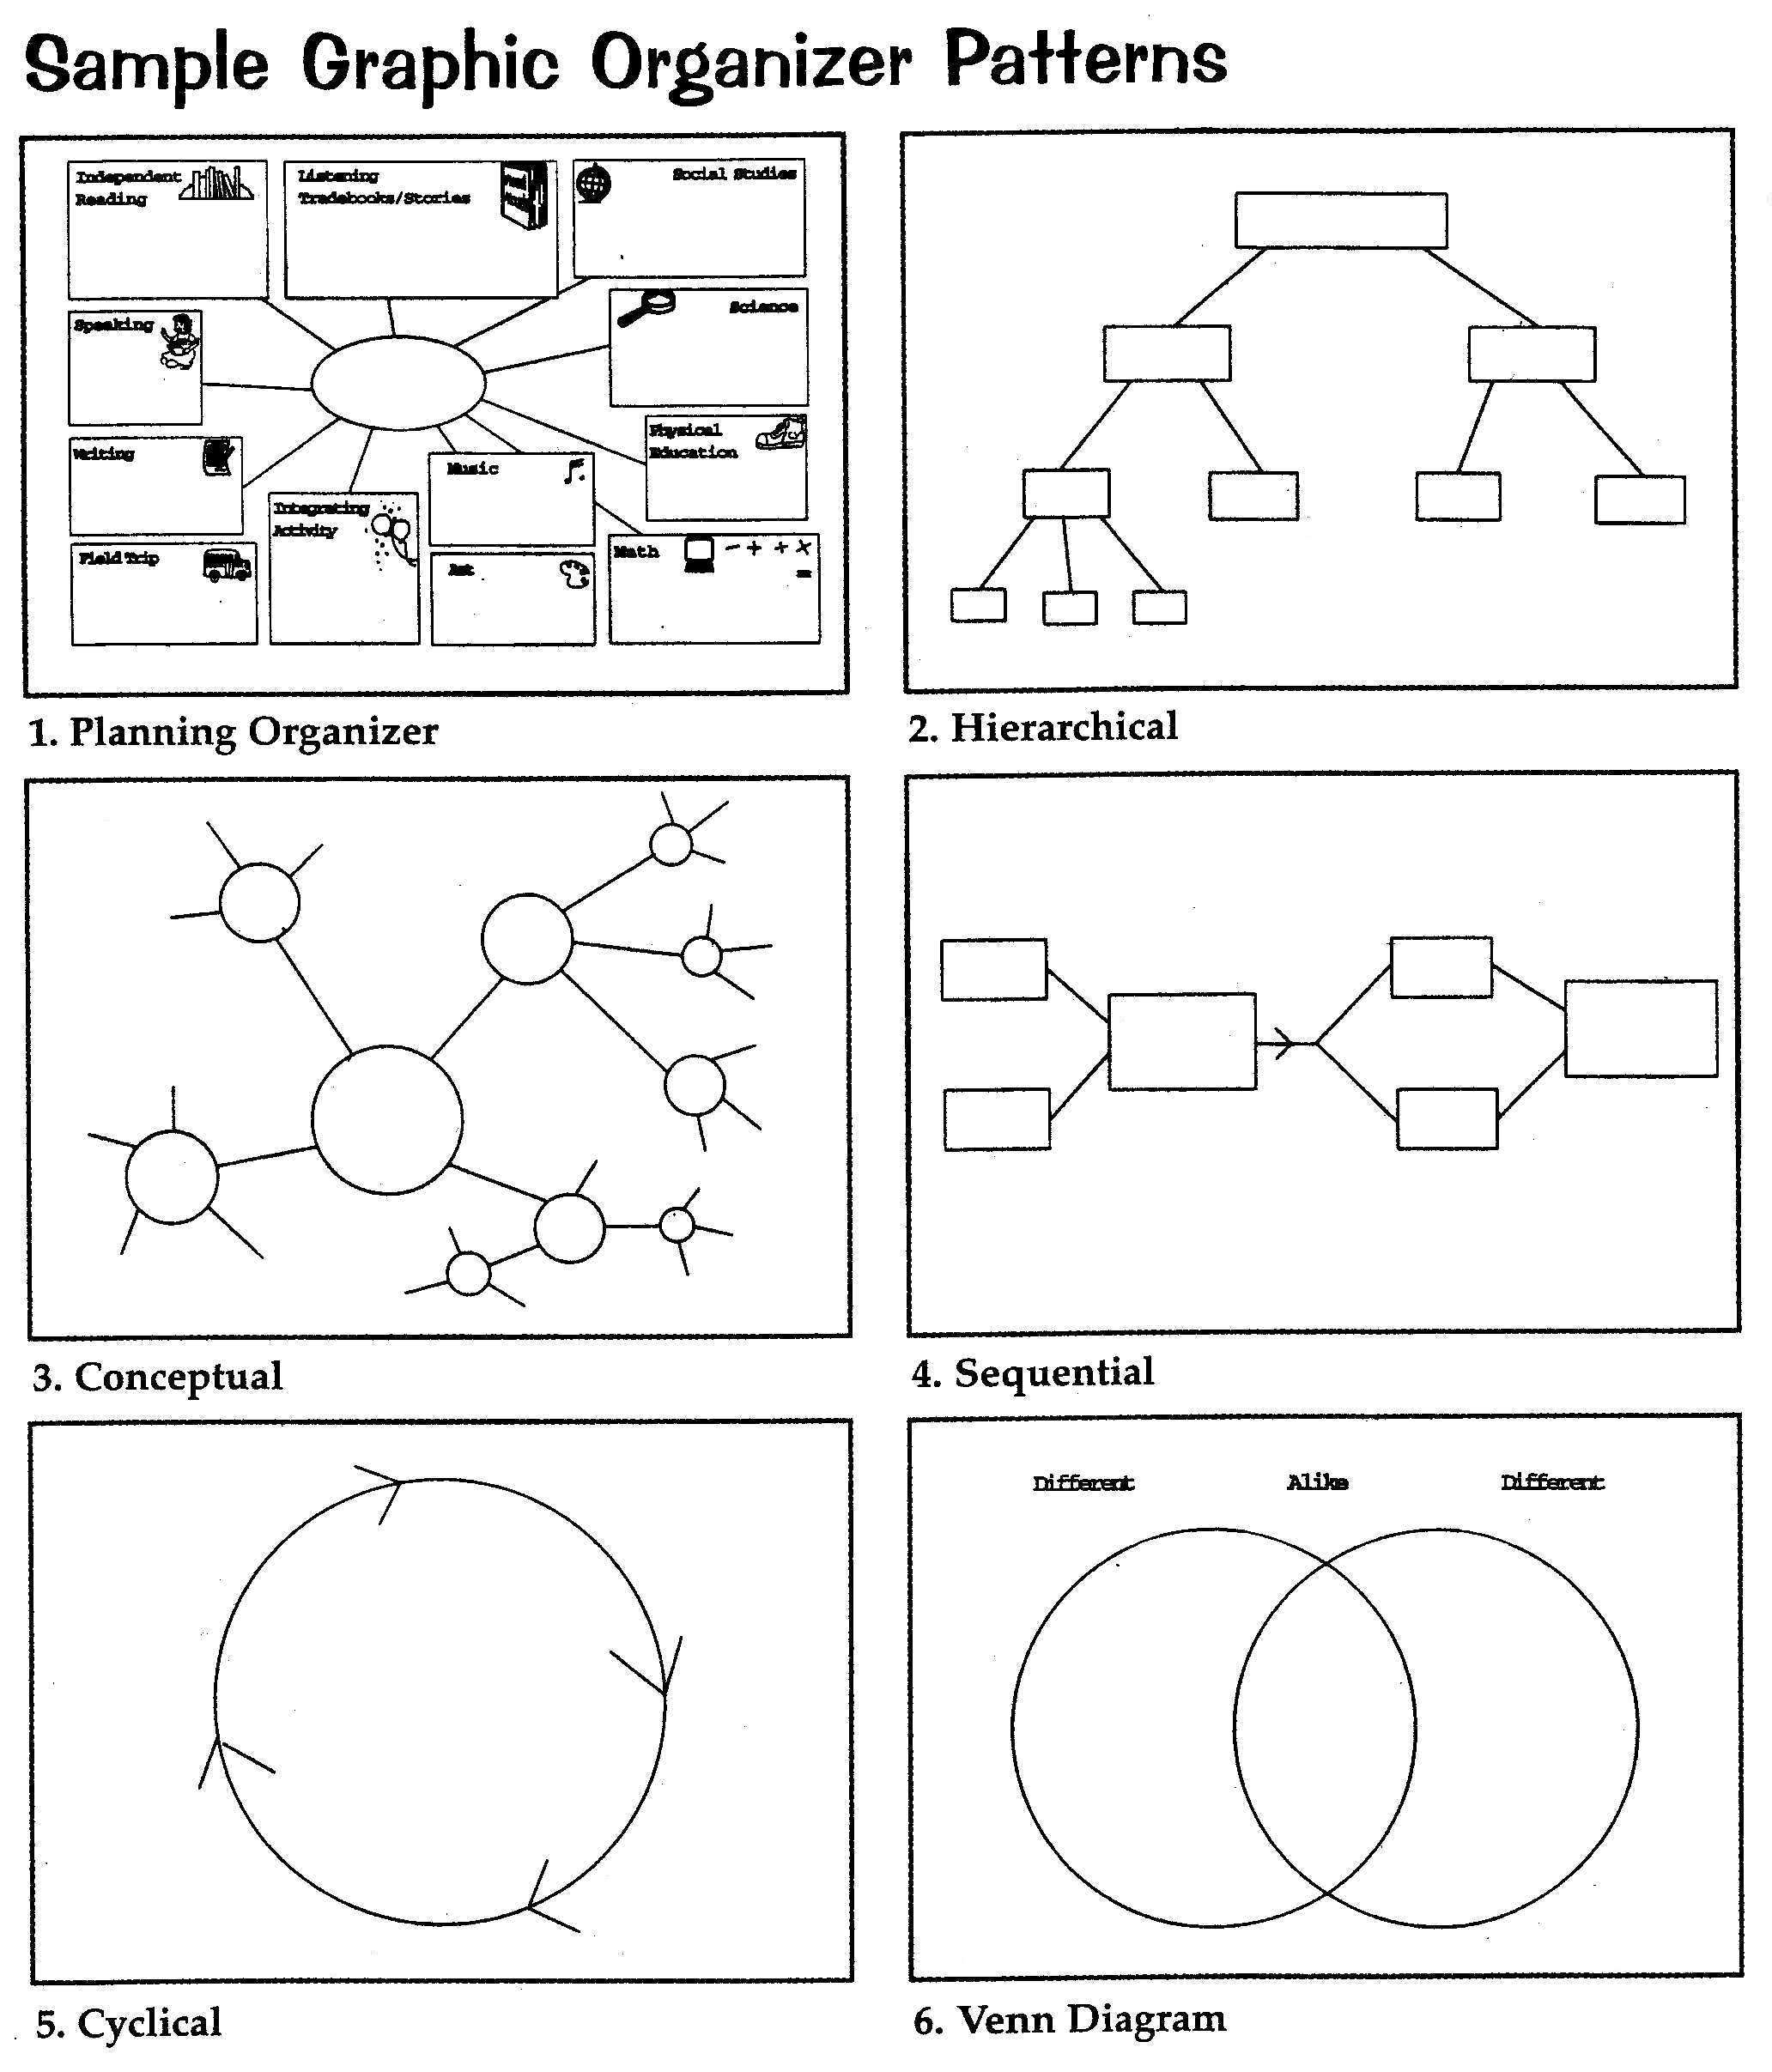 Sample Graphic Organizer Patterns
Independent
Reading
Listening
Tradebooks/Stories
Social Studies
Speaking
Science
Writing
Physical
Education
Music
Integrating
Activity
Field Trip
Art
Math
- + + x
=
1. Planning Organizer
2. Hierarchical
3. Conceptual
4. Sequential
Different Alike Different
5. Cyclical
6. Venn Diagram